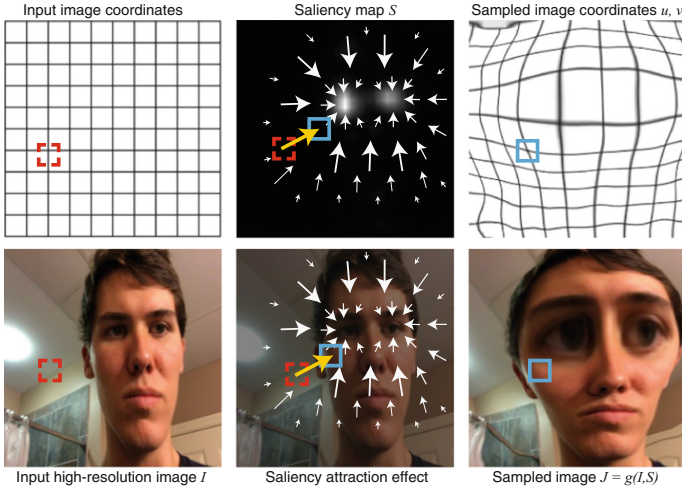 Input image coordinates
Saliency map S
Sampled image coordinates u, v
Input high-resolution image I
Saliency attraction effect
Sampled image J = g(I,S)